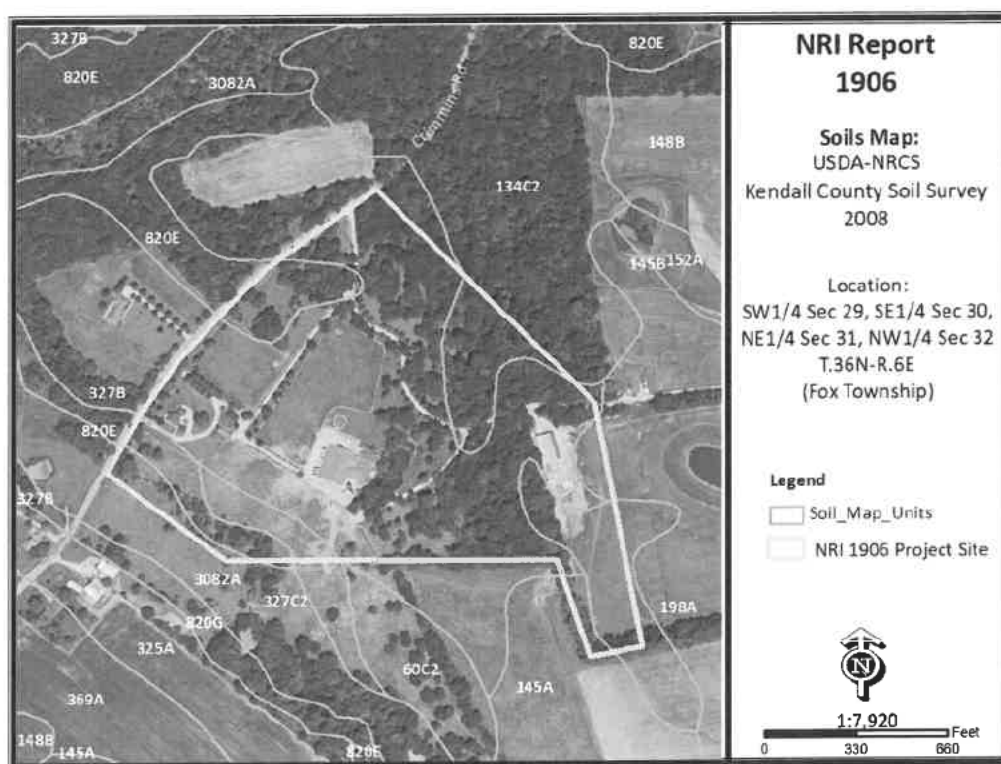 327B
820E
3082A
820E
Crimmins Rd
148B
134C2
820E
145B
152A
327B
820E
327B
3082A
327C2
820G
325A
60C2
198A
145A
369A
148B
145A
820E
NRI Report
1906
Soils Map:
USDA-NRCS
Kendall County Soil Survey
2008
Location:
SW1/4 Sec 29, SE1/4 Sec 30,
NE1/4 Sec 31, NW1/4 Sec 32
T.36N-R.6E
(Fox Township)
Legend
Soil_Map_Units
NRI 1906 Project Site
N
1:7,920
Feet
0 330 660